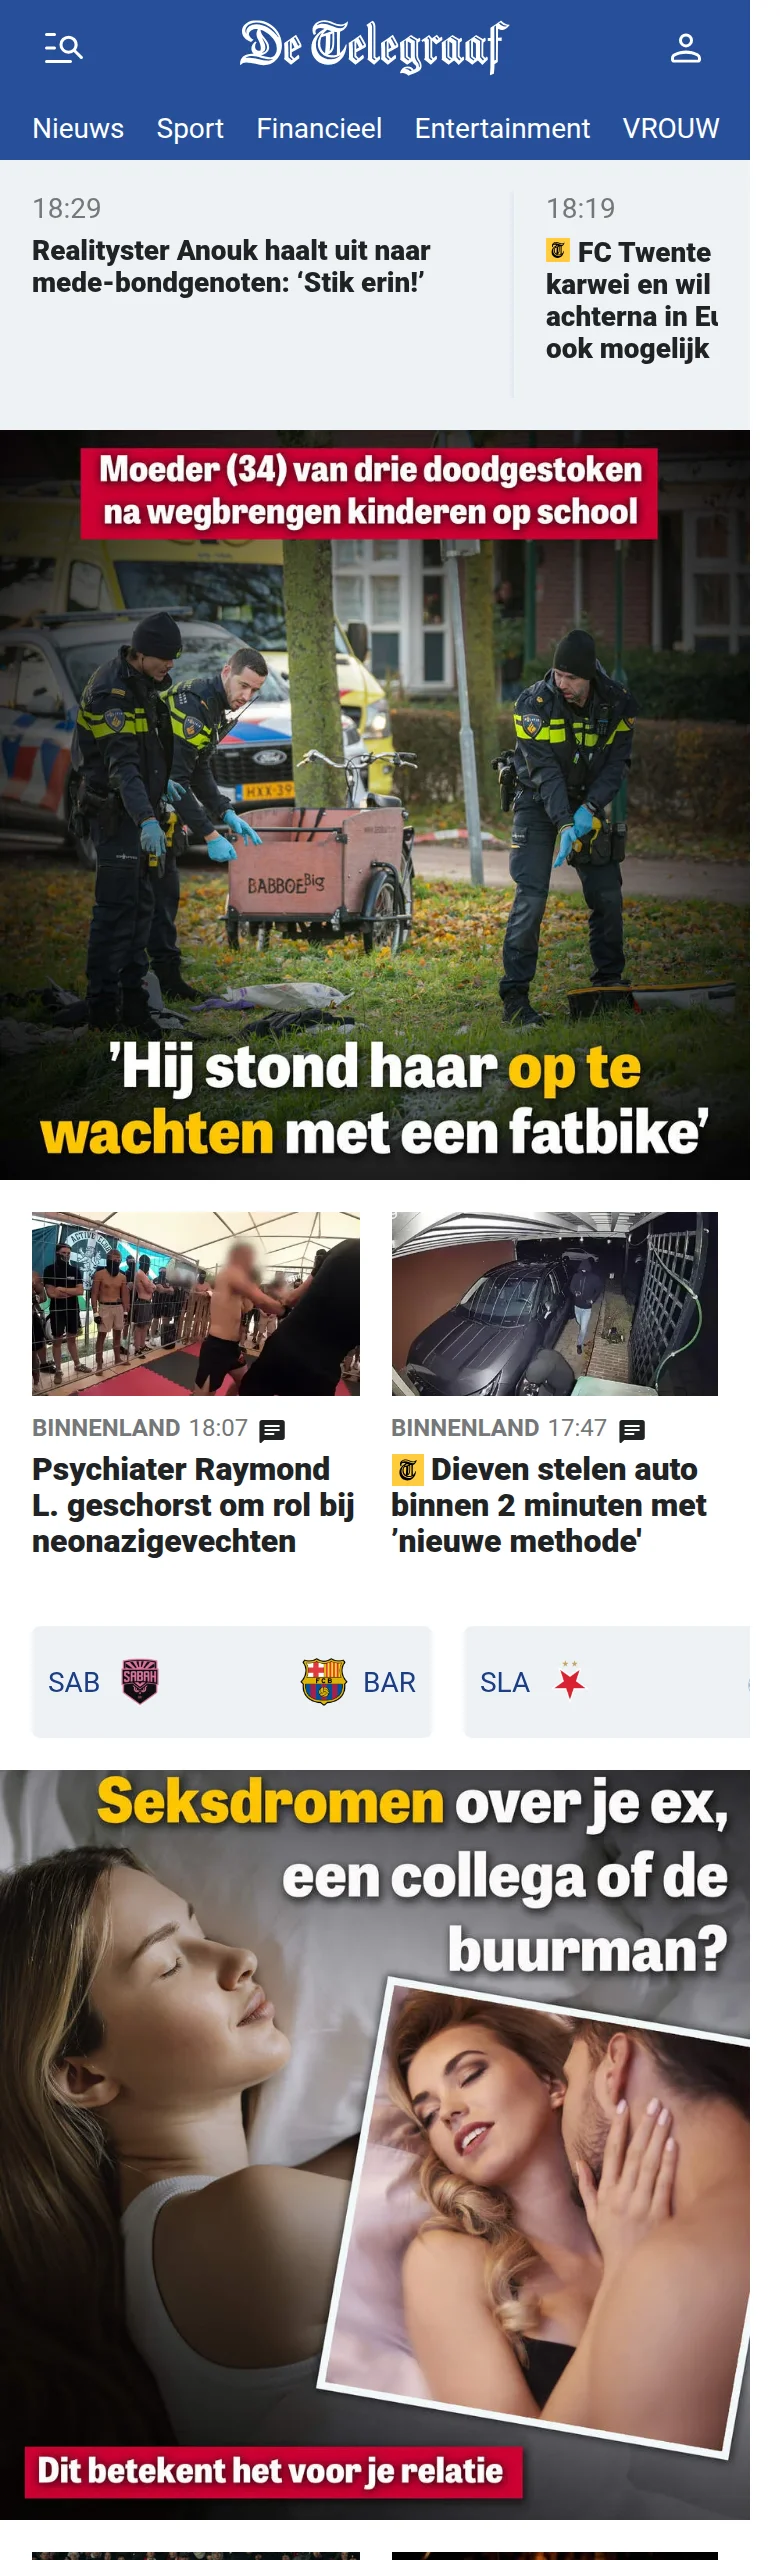 De Telegraaf
Nieuws Sport Financieel Entertainment VROUW
18:29
Realityster Anouk haalt uit naar
mede-bondgenoten: ‘Stik erin!’
18:19
FC Twente
karwei en wil
achterna in
ook mogelijk
Moeder (34) van drie doodgestoken
na wegbrengen kinderen op school
HXX-39
BABBOE Big
’Hij stond haar op te
wachten met een fatbike’
BINNENLAND 18:07
Psychiater Raymond
L. geschorst om rol bij
neonazigevechten
BINNENLAND 17:47
Dieven stelen auto
binnen 2 minuten met
’nieuwe methode'
SAB SABAH FCB BAR
SLA
Seksdromen over je ex,
een collega of de
buurman?
Dit betekent het voor je relatie